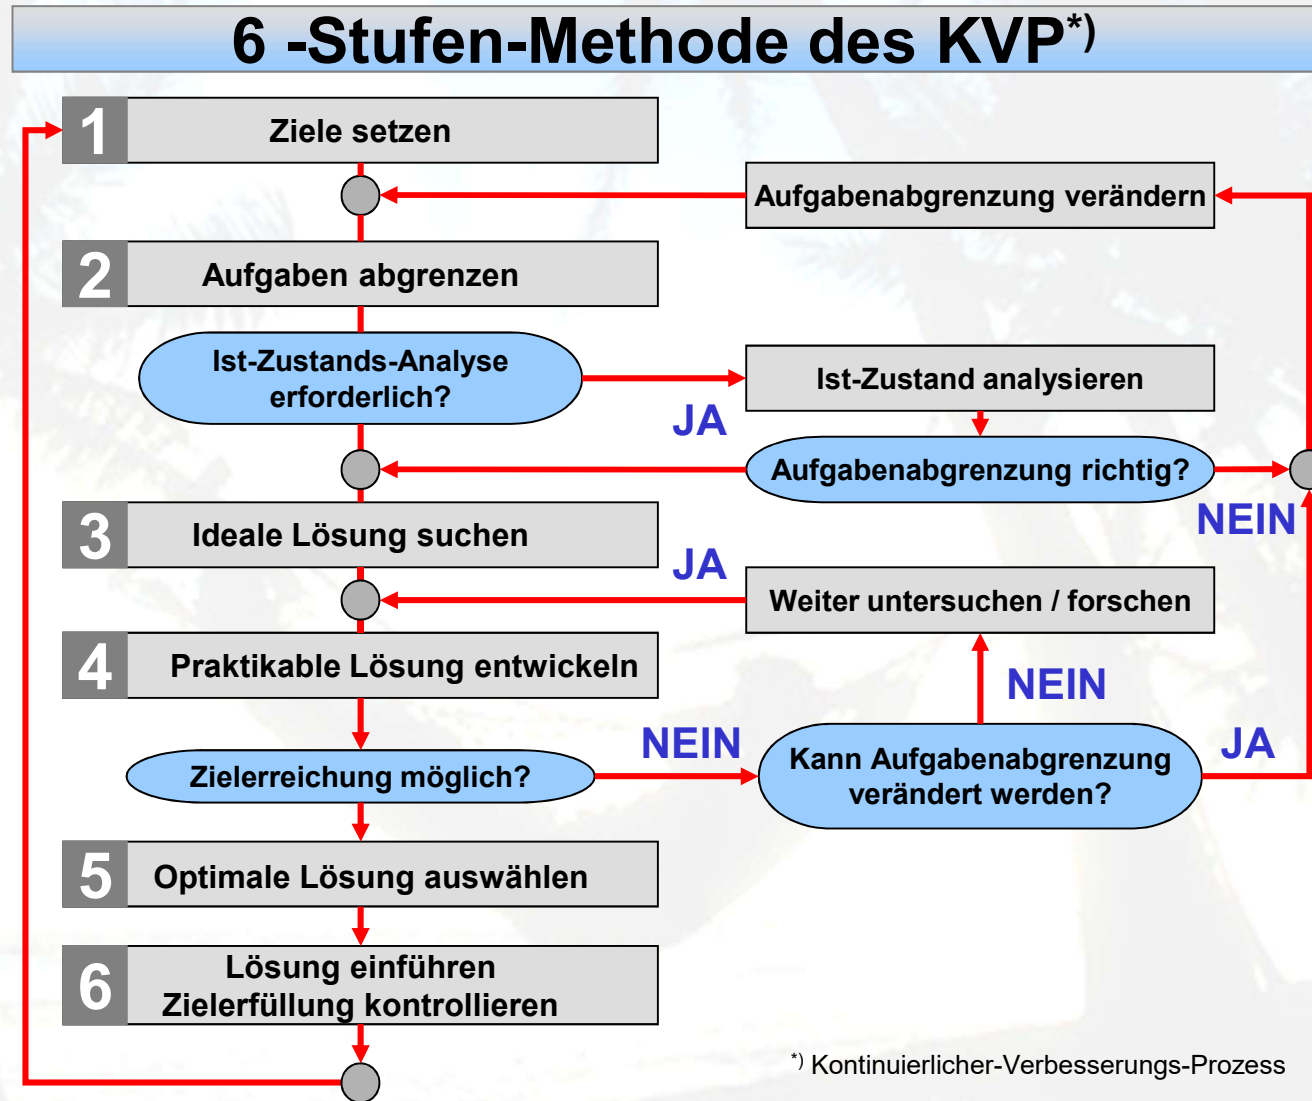 6 -Stufen-Methode des KVP*)
1 Ziele setzen
Aufgabenabgrenzung verändern
2 Aufgaben abgrenzen
Ist-Zustands-Analyse
erforderlich?
JA
Ist-Zustand analysieren
Aufgabenabgrenzung richtig?
NEIN
3 Ideale Lösung suchen
JA
Weiter untersuchen / forschen
4 Praktikable Lösung entwickeln
NEIN
Zielerreichung möglich?
NEIN
Kann Aufgabenabgrenzung
verändert werden?
JA
5 Optimale Lösung auswählen
6 Lösung einführen
Zielerfüllung kontrollieren
*) Kontinuierlicher-Verbesserungs-Prozess